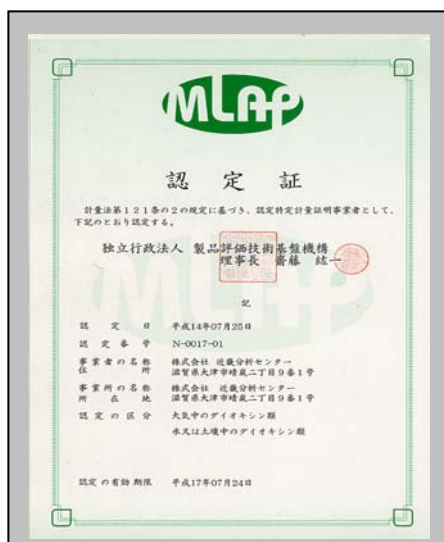 MLAP
認定証
計量法第121条の2の規定に基づき、認定特定計量証明事業者として、
下記のとおり認定する。
独立行政法人 製品評価技術基盤機構
理事長 齋藤 紘一
記
認定日 平成14年07月25日
認定番号 N-0017-01
事業者の名称 株式会社 近畿分析センター
住所 滋賀県大津市晴嵐二丁目9番1号
事業所の名称 株式会社 近畿分析センター
所在地 滋賀県大津市晴嵐二丁目9番1号
認定の区分 大気中のダイオキシン類
水又は土壌中のダイオキシン類
認定の有効期限 平成17年07月24日